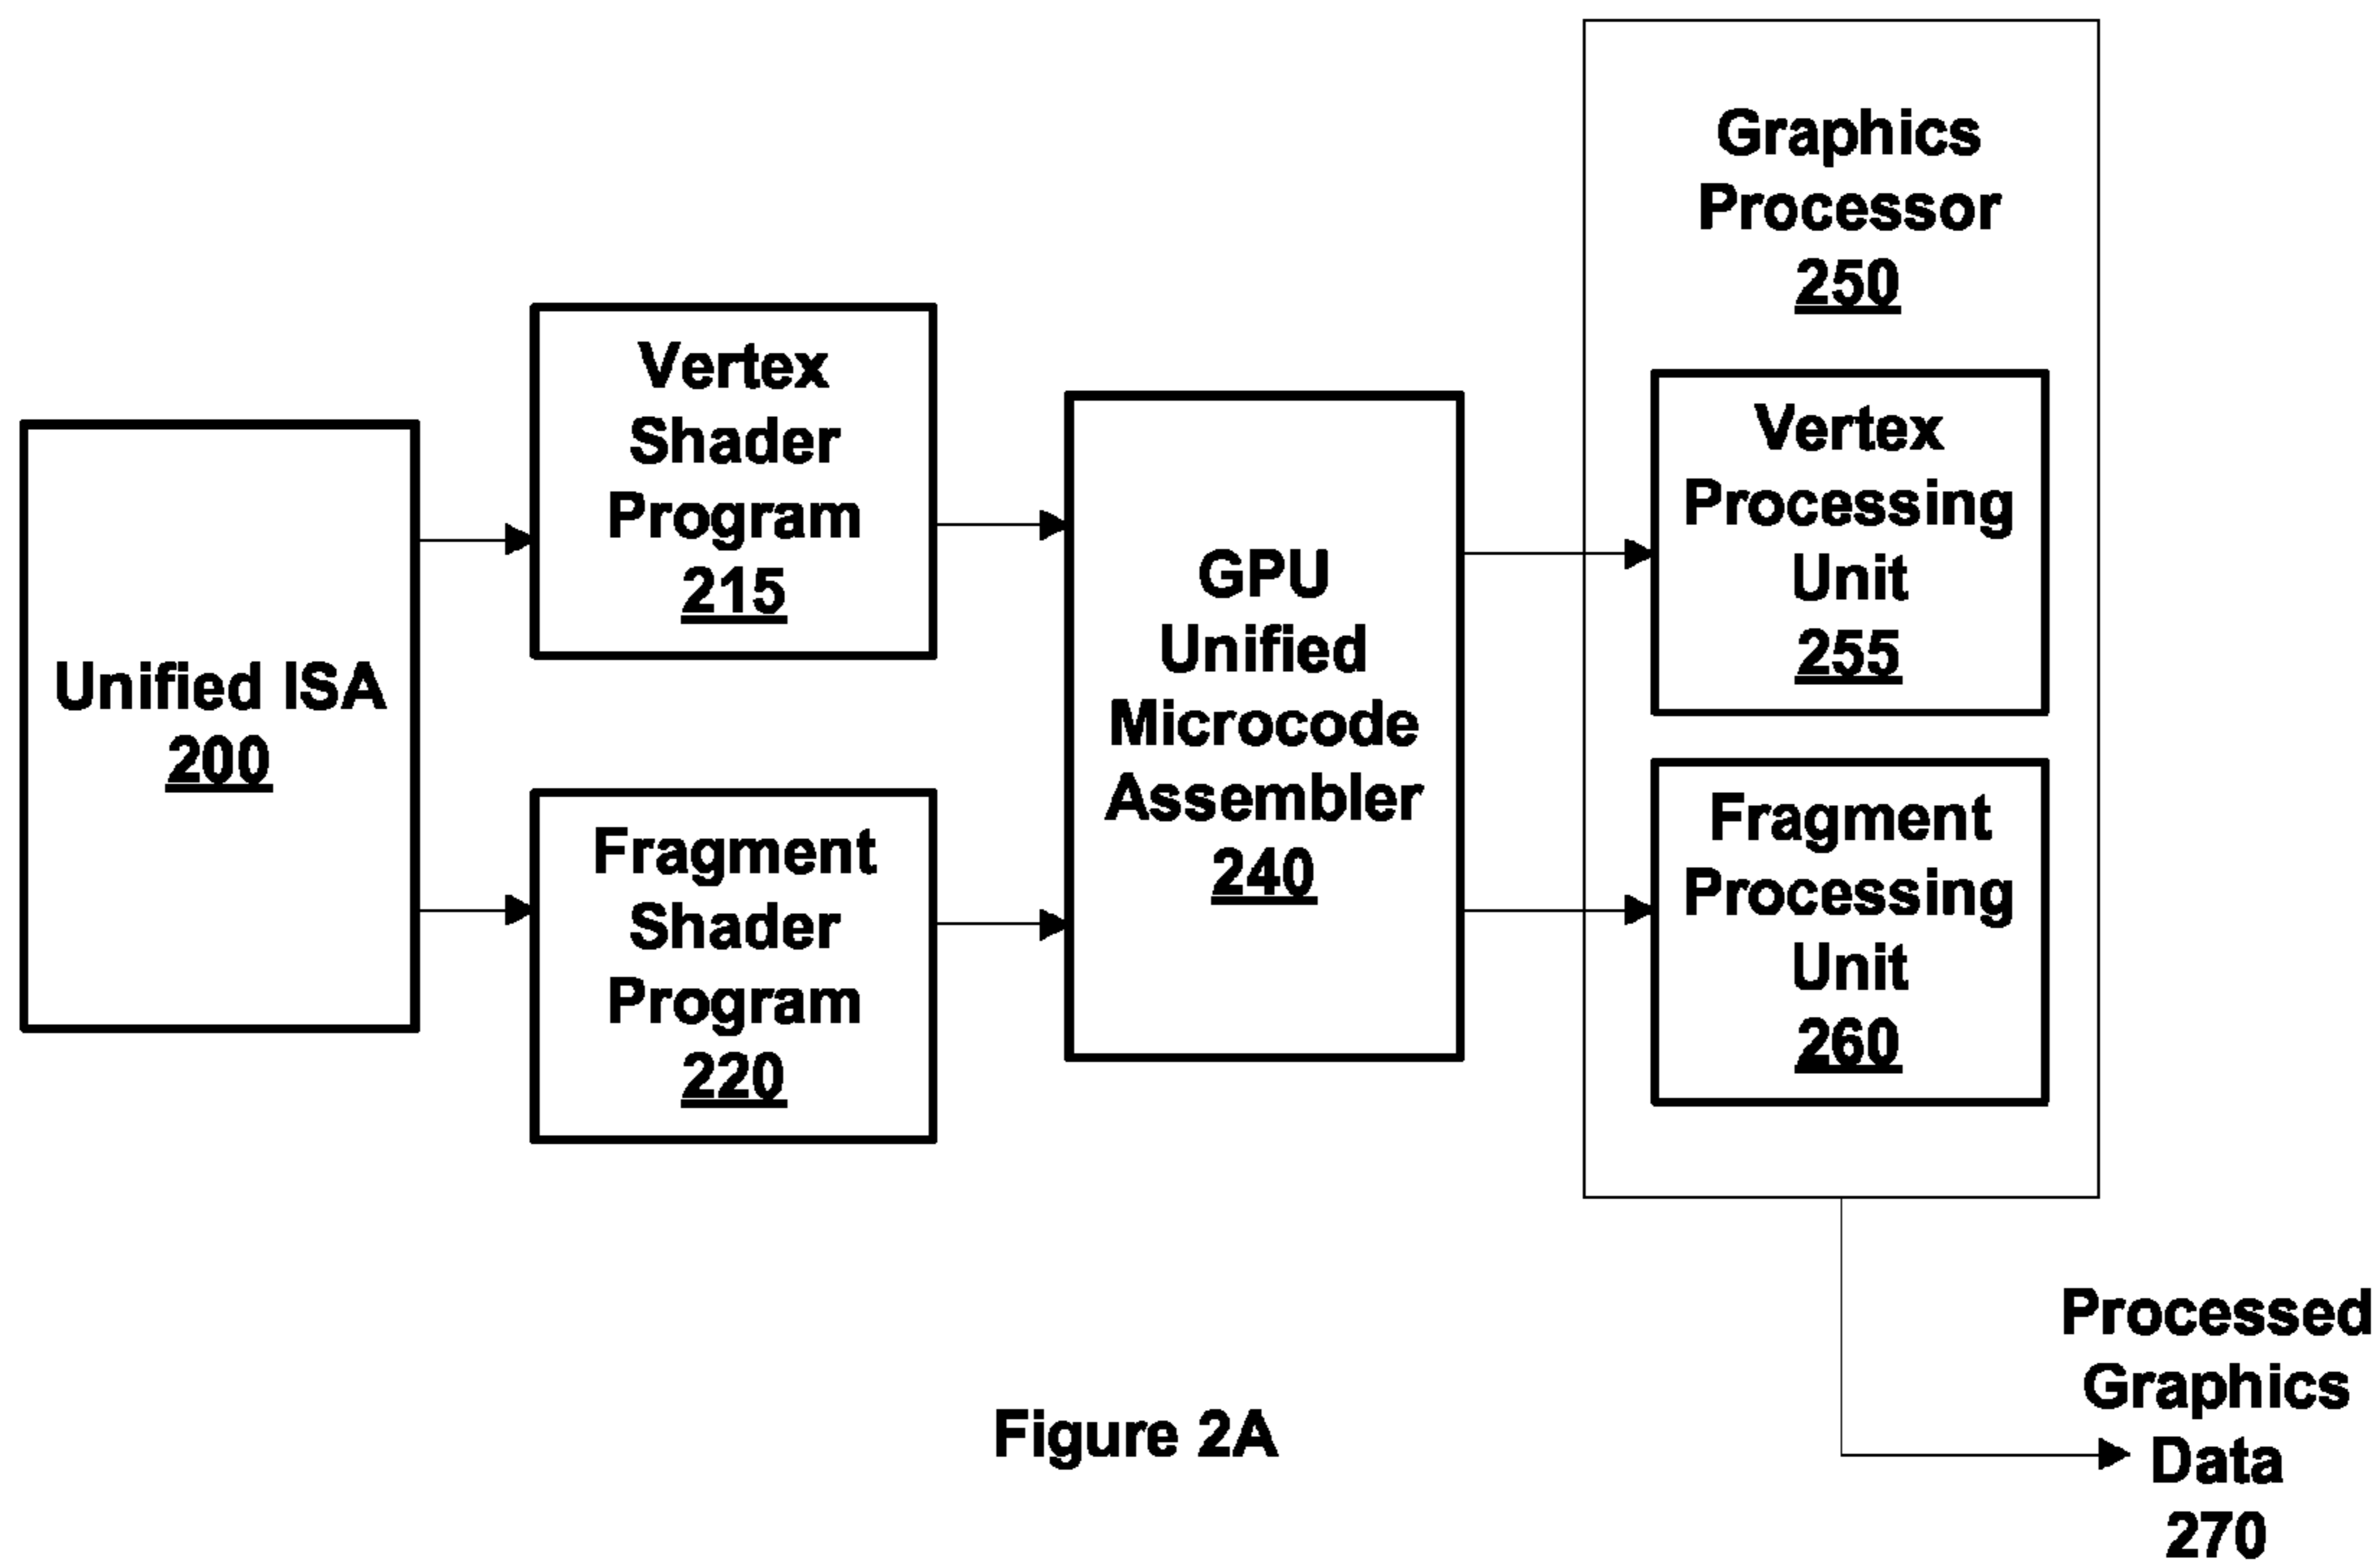 Unified ISA
200
Vertex
Shader
Program
215
Fragment
Shader
Program
220
GPU
Unified
Microcode
Assembler
240
Graphics
Processor
250
Vertex
Processing
Unit
255
Fragment
Processing
Unit
260
Processed
Graphics
Data
270
Figure 2A